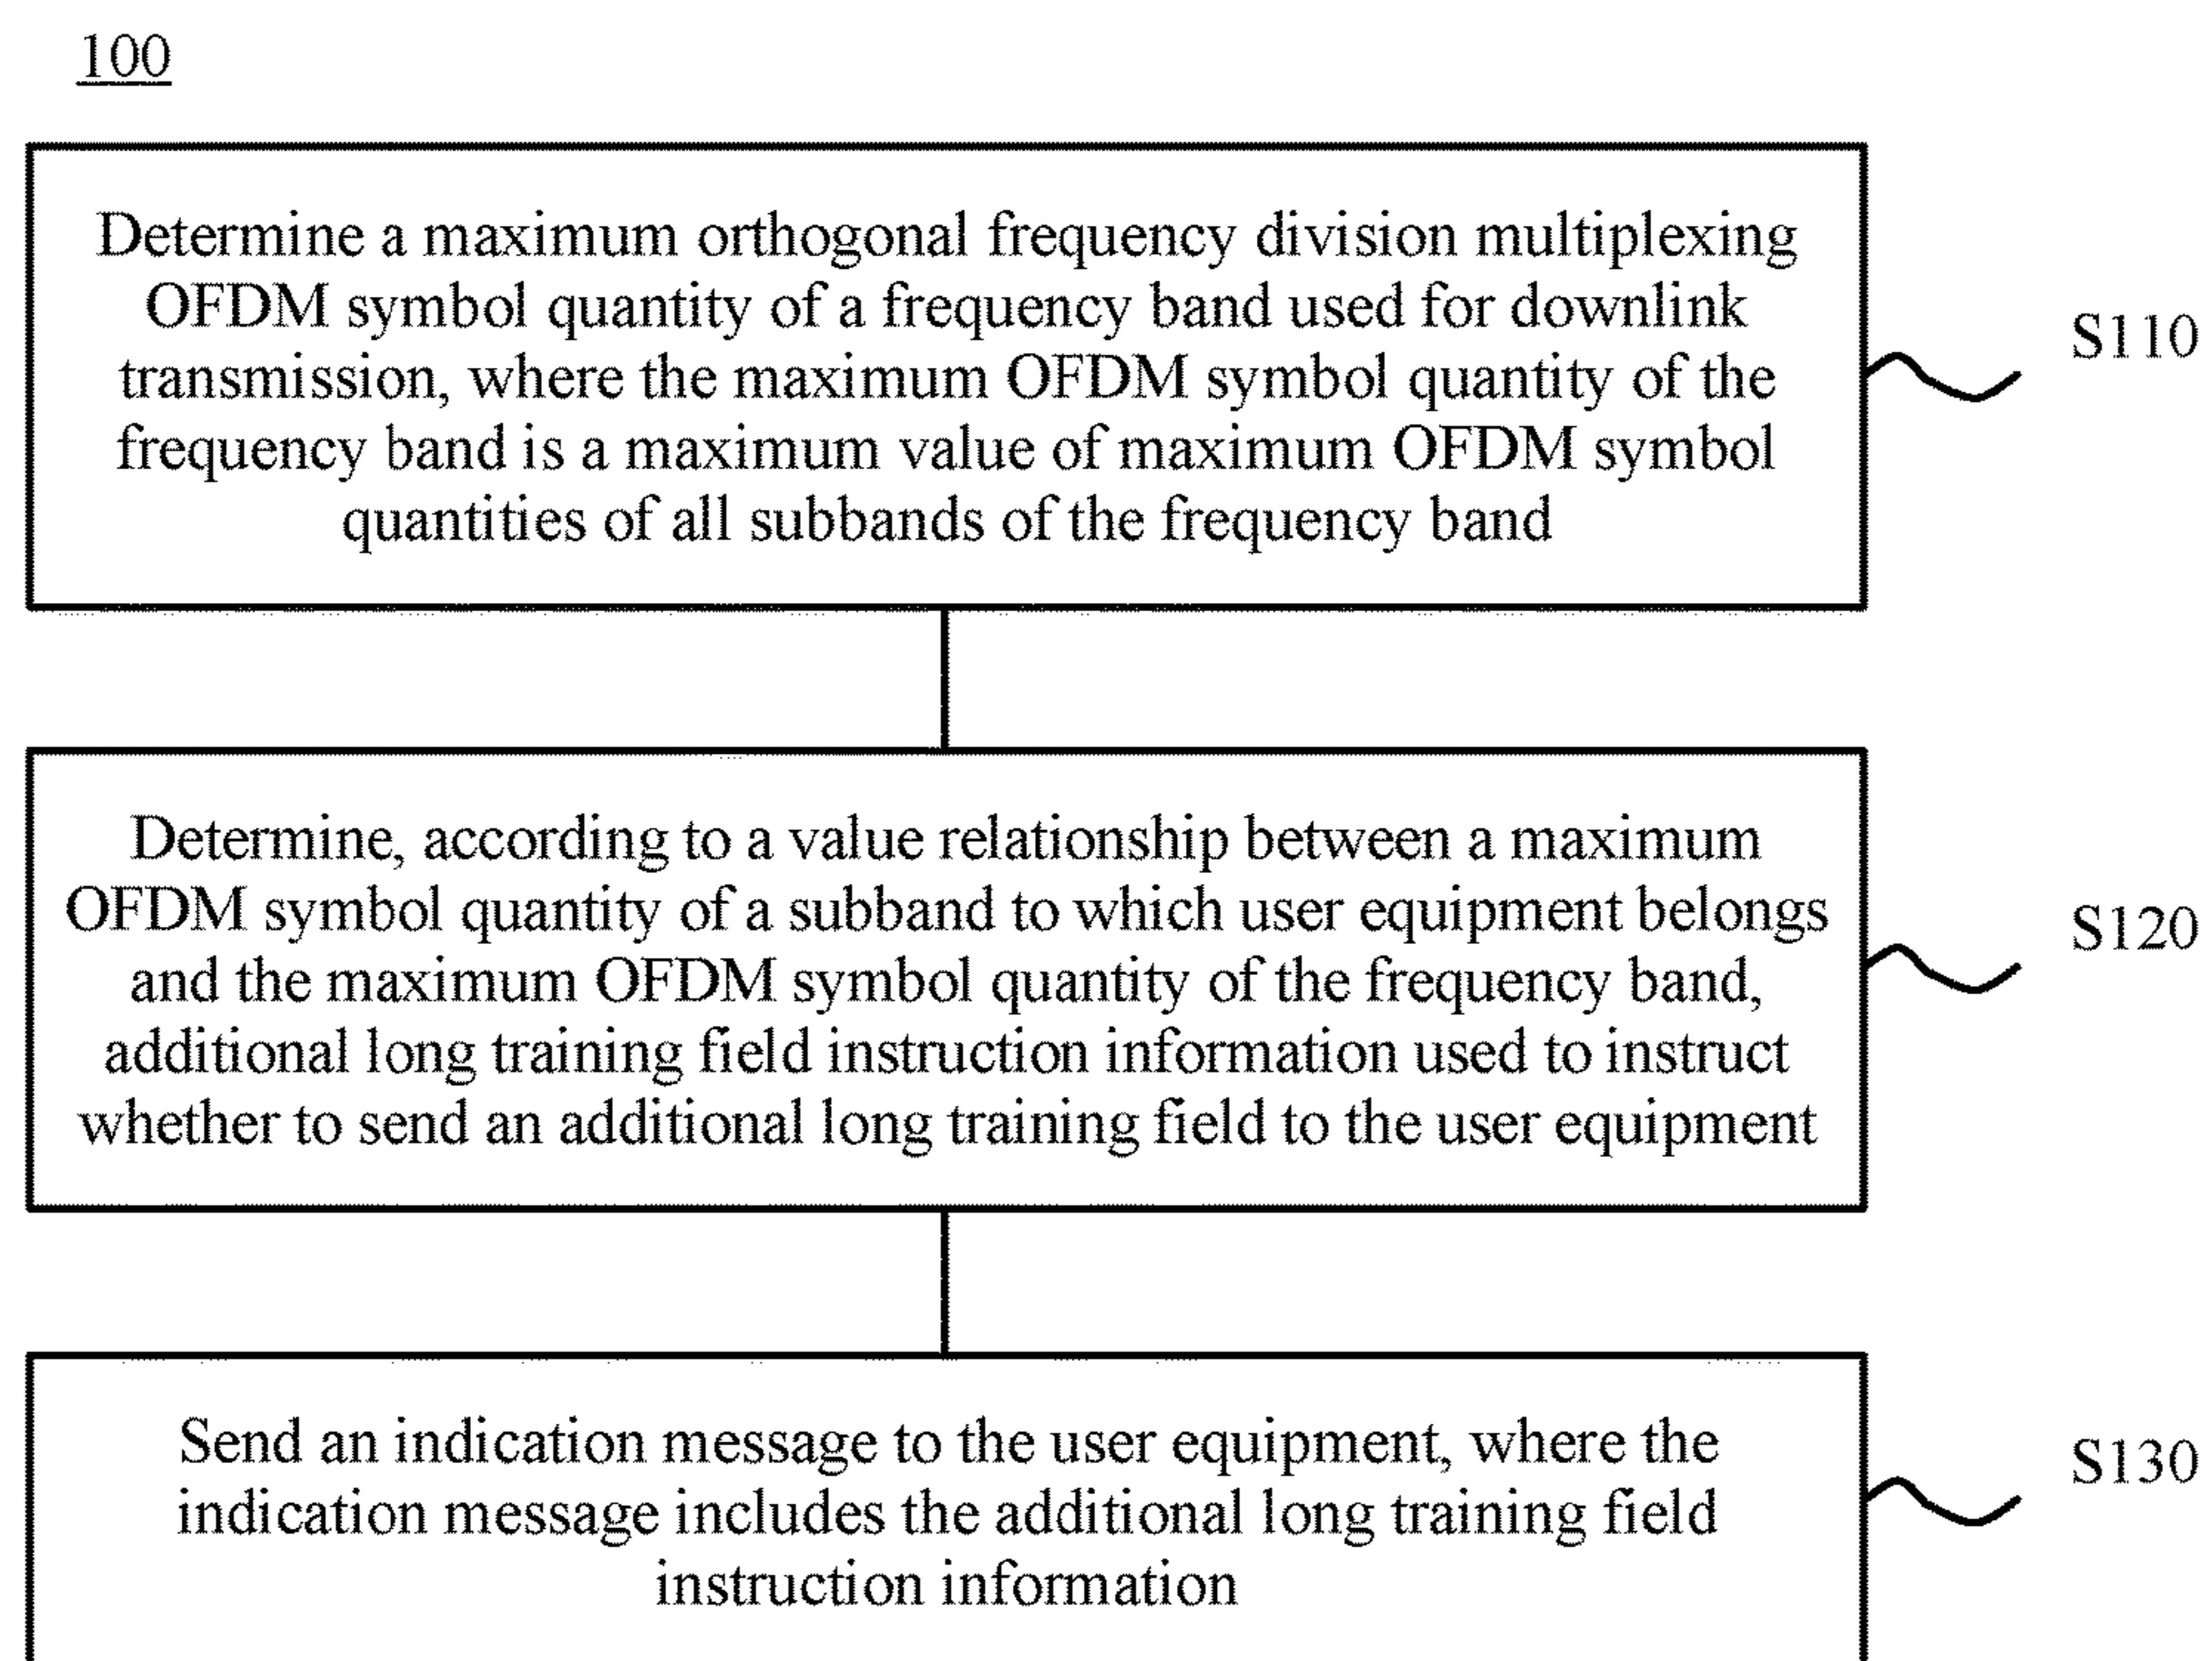 100
Determine a maximum orthogonal frequency division multiplexing
OFDM symbol quantity of a frequency band used for downlink
transmission, where the maximum OFDM symbol quantity of the
frequency band is a maximum value of maximum OFDM symbol
quantities of all subbands of the frequency band
S110
Determine, according to a value relationship between a maximum
OFDM symbol quantity of a subband to which user equipment belongs
and the maximum OFDM symbol quantity of the frequency band,
additional long training field instruction information used to instruct
whether to send an additional long training field to the user equipment
S120
Send an indication message to the user equipment, where the
indication message includes the additional long training field
instruction information
S130